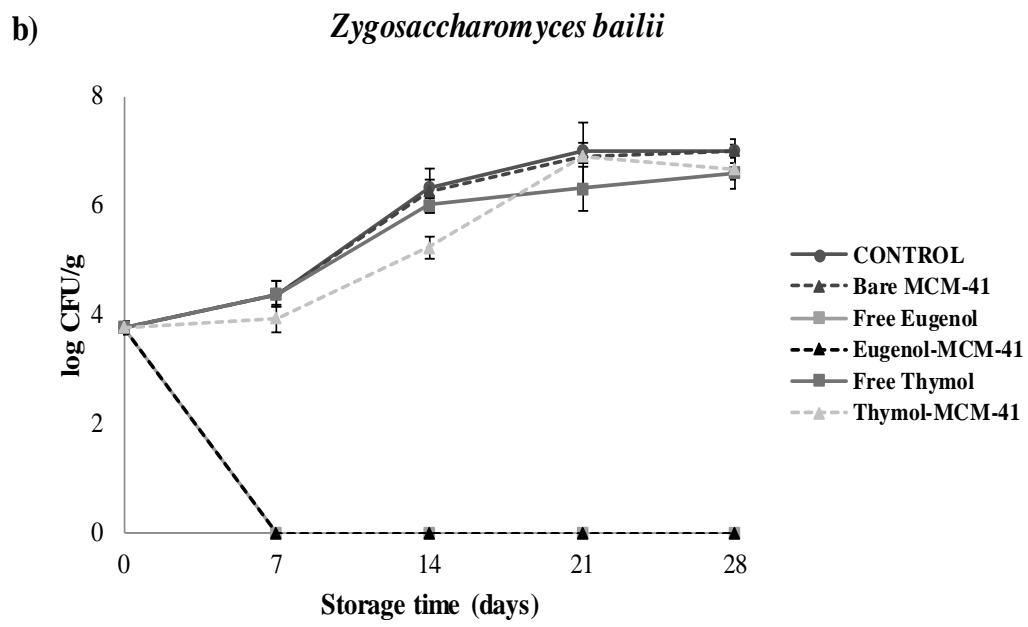 b)
Zygosaccharomyces bailii
8
6
4
2
0
log CFU/g
0 7 14 21 28
Storage time (days)
CONTROL
Bare MCM-41
Free Eugenol
Eugenol-MCM-41
Free Thymol
Thymol-MCM-41